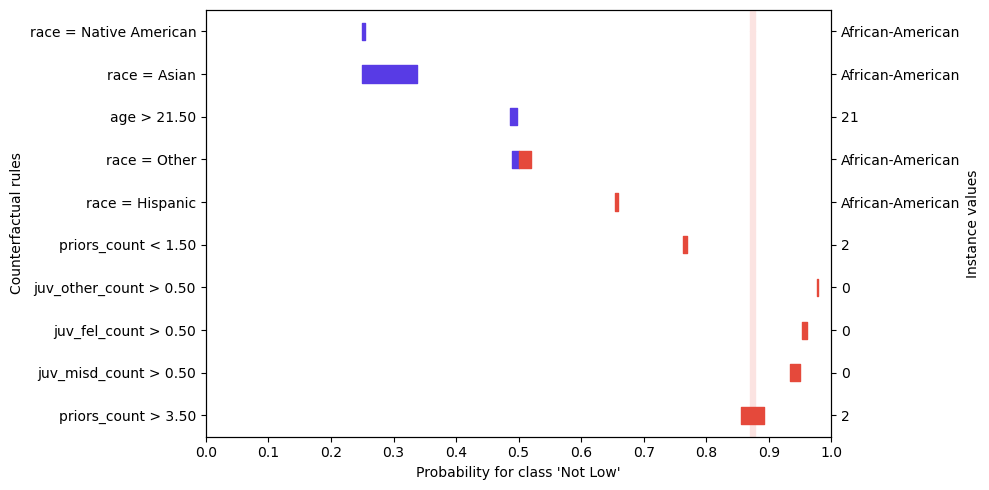 race = Native American
African-American
race = Asian
African-American
age > 21.50
21
race = Other
African-American
race = Hispanic
African-American
priors_count < 1.50
2
juv_other_count > 0.50
0
juv_fel_count > 0.50
0
juv_misd_count > 0.50
0
priors_count > 3.50
2
Counterfactual rules
Instance values
0.0 0.1 0.2 0.3 0.4 0.5 0.6 0.7 0.8 0.9 1.0
Probability for class 'Not Low'